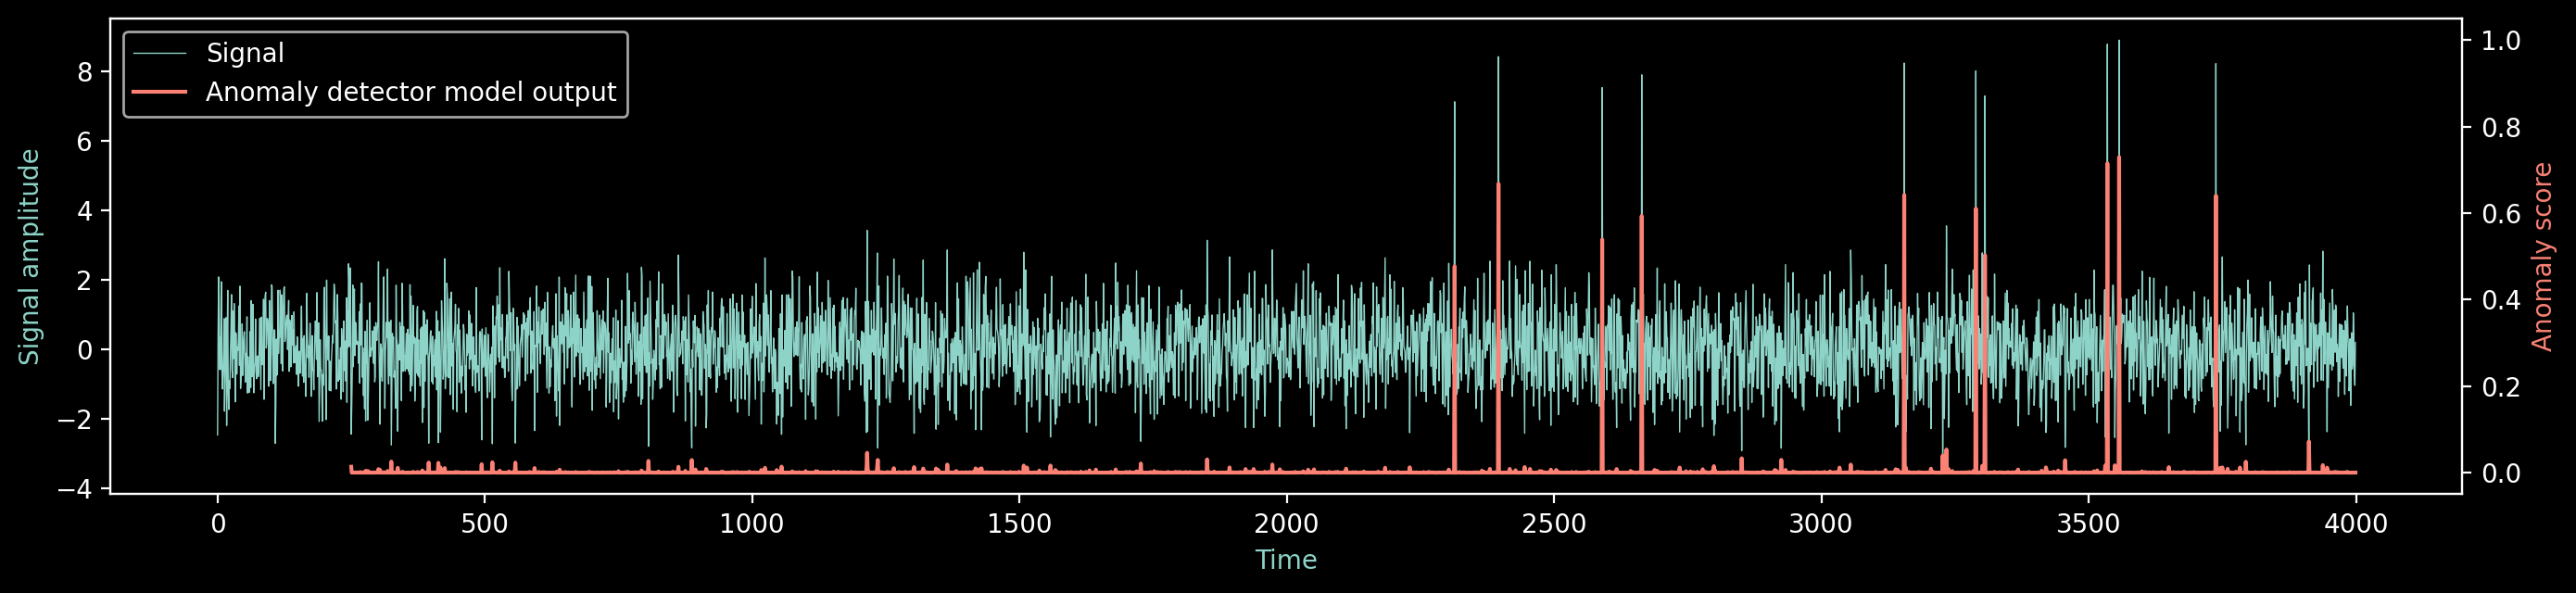 Signal
Anomaly detector model output
8
6
4
2
0
−2
−4
Signal amplitude
1.0
0.8
0.6
0.4
0.2
0.0
Anomaly score
0 500 1000 1500 2000 2500 3000 3500 4000
Time